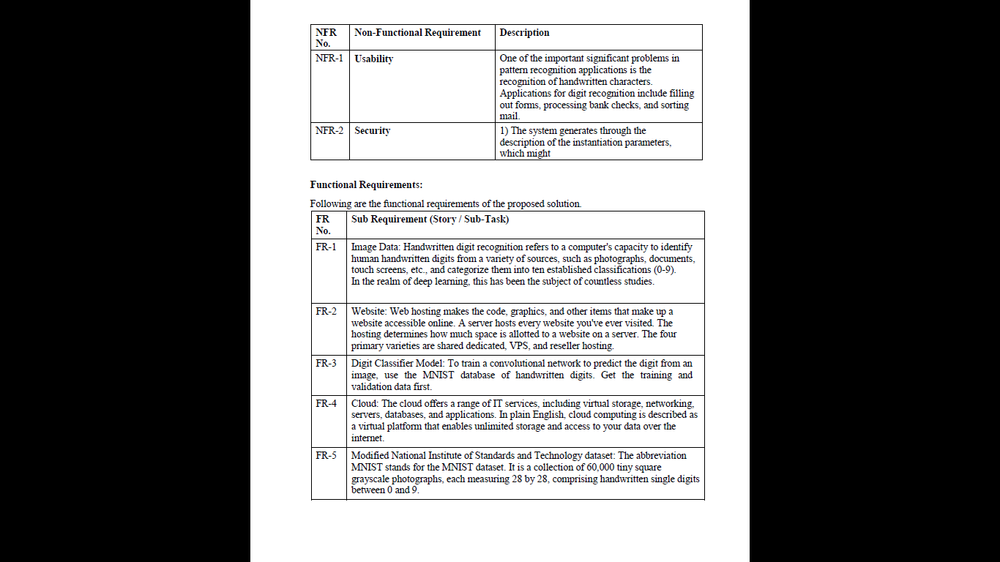 NFR No. Non-Functional Requirement Description
NFR-1 Usability One of the important significant problems in
pattern recognition applications is the
recognition of handwritten characters.
Applications for digit recognition include filling
out forms, processing bank checks, and sorting
mail.
NFR-2 Security 1) The system generates through the
description of the instantiation parameters,
which might
Functional Requirements:
Following are the functional requirements of the proposed solution.
FR No. Sub Requirement (Story / Sub-Task)
FR-1 Image Data: Handwritten digit recognition refers to a computer's capacity to identify
human handwritten digits from a variety of sources, such as photographs, documents,
touch screens, etc., and categorize them into ten established classifications (0-9).
In the realm of deep learning, this has been the subject of countless studies.
FR-2 Website: Web hosting makes the code, graphics, and other items that make up a
website accessible online. A server hosts every website you've ever visited. The
hosting determines how much space is allotted to a website on a server. The four
primary varieties are shared dedicated, VPS, and reseller hosting.
FR-3 Digit Classifier Model: To train a convolutional network to predict the digit from an
image, use the MNIST database of handwritten digits. Get the training and
validation data first.
FR-4 Cloud: The cloud offers a range of IT services, including virtual storage, networking,
servers, databases, and applications. In plain English, cloud computing is described as
a virtual platform that enables unlimited storage and access to your data over the
internet.
FR-5 Modified National Institute of Standards and Technology dataset: The abbreviation
MNIST stands for the MNIST dataset. It is a collection of 60,000 tiny square
grayscale photographs, each measuring 28 by 28, comprising handwritten single digits
between 0 and 9.